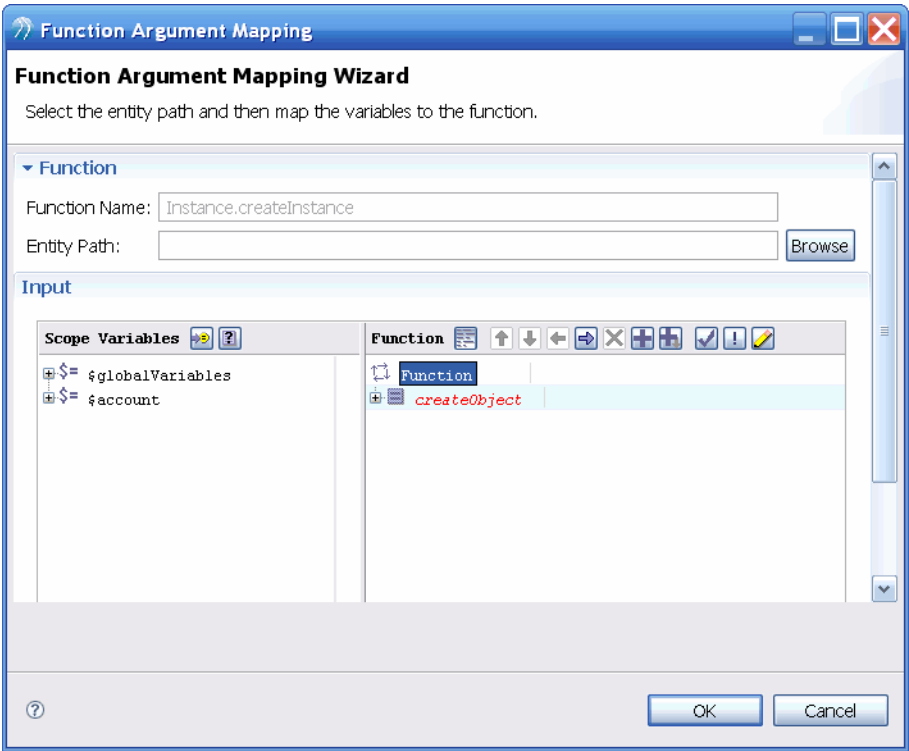 Function Argument Mapping
Function Argument Mapping Wizard
Select the entity path and then map the variables to the function.
Function
Function Name: Instance.createInstance
Entity Path: Browse
Input
Scope Variables Function
$= $globalVariables Function
$= $account createObject
OK Cancel